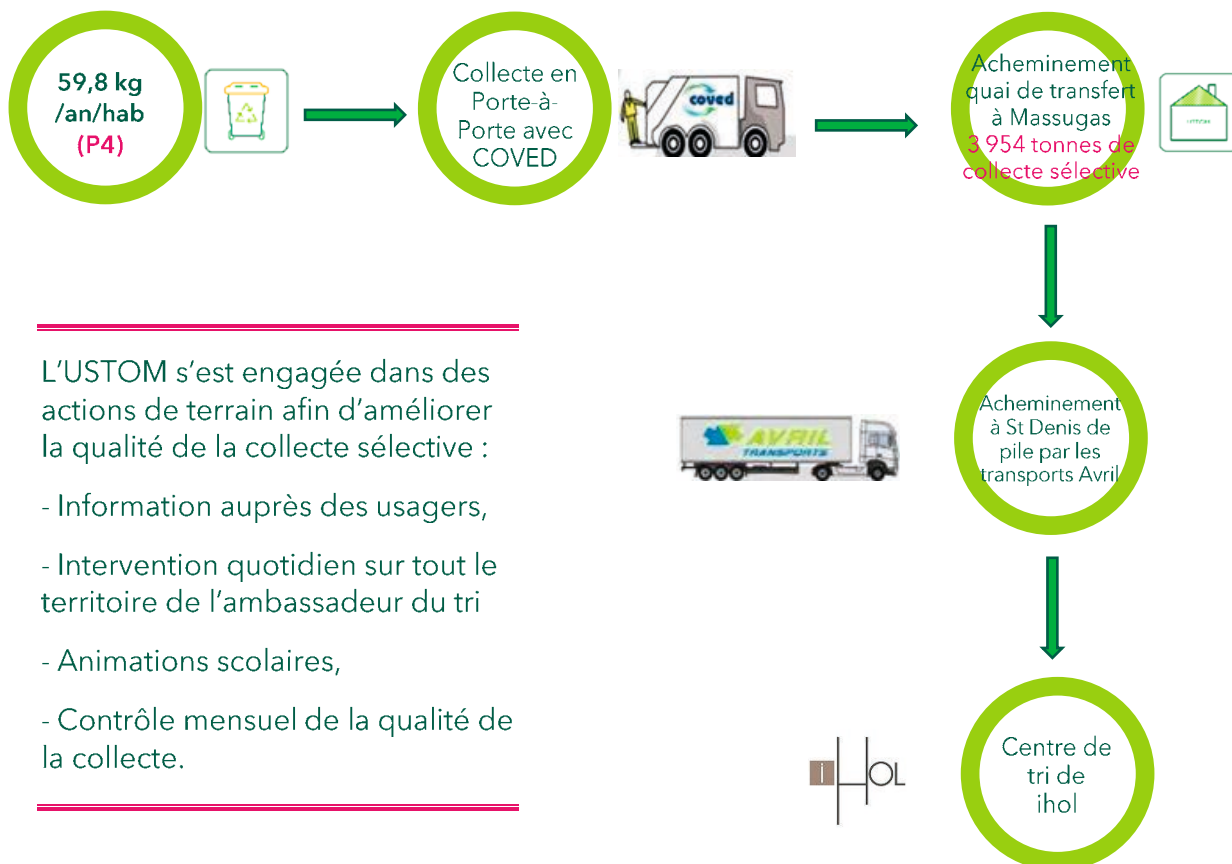 59,8 kg
/an/hab
(P4)
Collecte en
Porte-à-
Porte avec
COVED
coved
Acheminement
quai de transfert
à Massugas
3 954 tonnes de
collecte sélective
USTOM
L'USTOM s'est engagée dans des
actions de terrain afin d'améliorer
la qualité de la collecte sélective :
- Information auprès des usagers,
- Intervention quotidien sur tout le
territoire de l'ambassadeur du tri
- Animations scolaires,
- Contrôle mensuel de la qualité de
la collecte.
AVRIL
TRANSPORTS
Acheminement
à St Denis de
pile par les
transports Avril
iHOL
Centre de
tri de
ihol